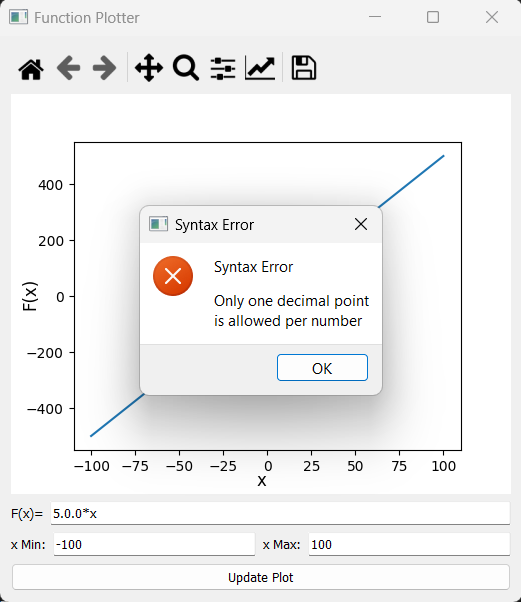 Function Plotter
Syntax Error
Syntax Error
Only one decimal point
is allowed per number
OK
F(x)
400
200
0
−200
−400
−100
−75
−50
−25
0
25
50
75
100
x
F(x)= 5.0.0*x
x Min: -100 x Max: 100
Update Plot